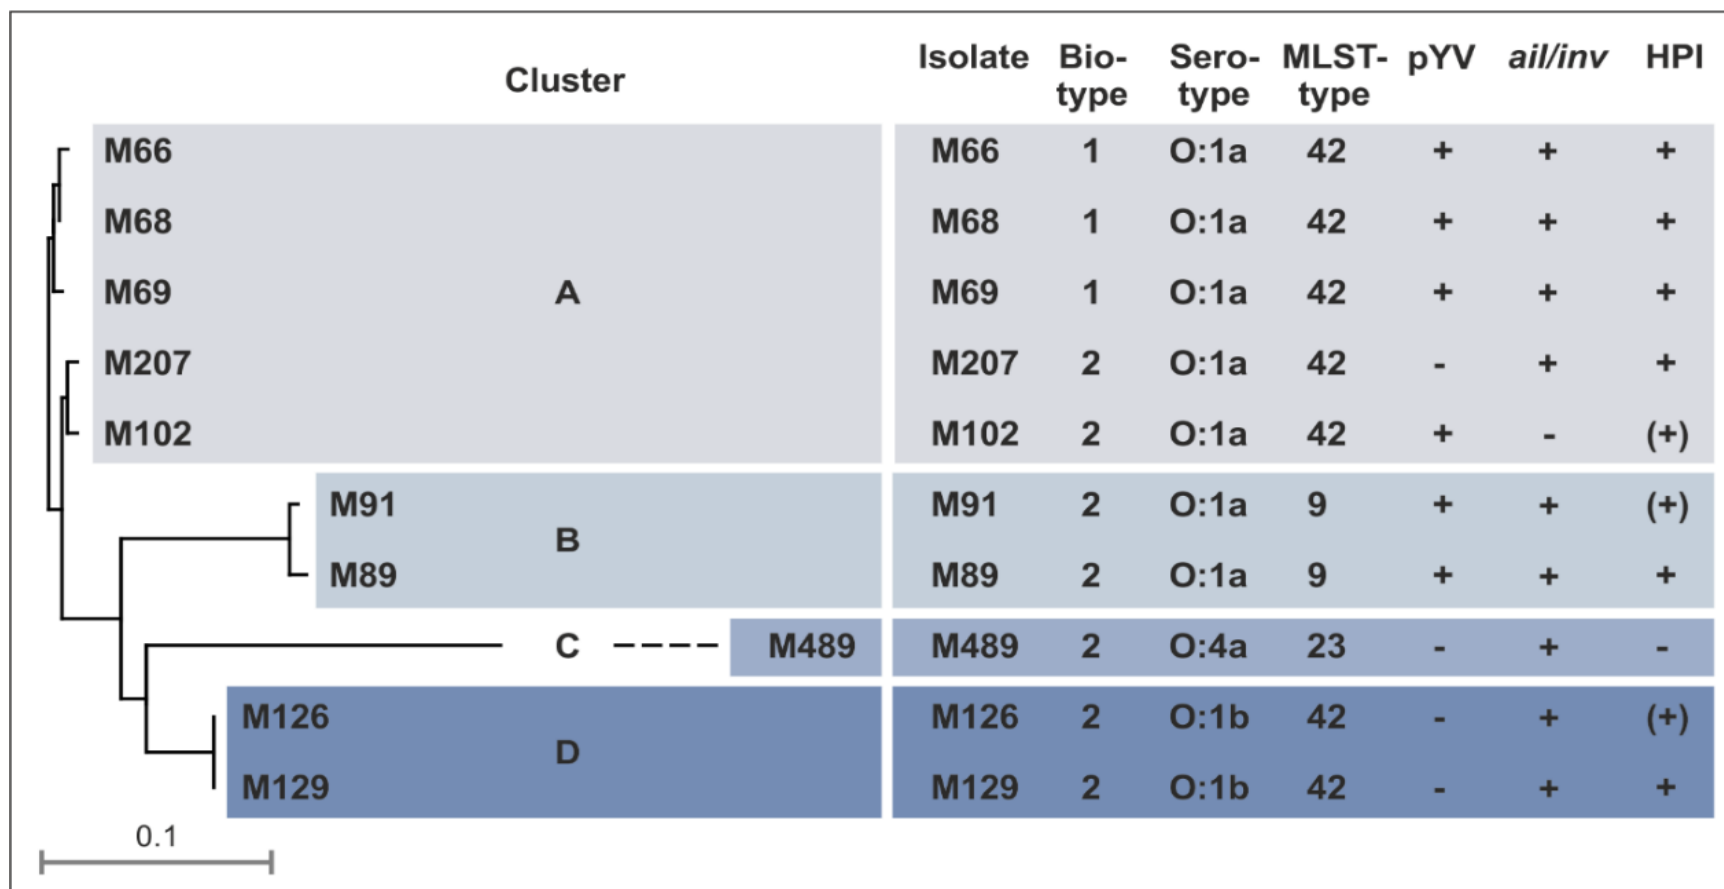 Cluster Isolate Bio-type Sero-type MLST-type pYV ail/inv HPI
M66 M66 1 O:1a 42 + + +
M68 M68 1 O:1a 42 + + +
M69 A M69 1 O:1a 42 + + +
M207 M207 2 O:1a 42 - + +
M102 M102 2 O:1a 42 + - (+)
M91 M91 2 O:1a 9 + + (+)
B
M89 M89 2 O:1a 9 + + +
C M489 M489 2 O:4a 23 - + -
M126 M126 2 O:1b 42 - + (+)
D
M129 M129 2 O:1b 42 - + +
0.1